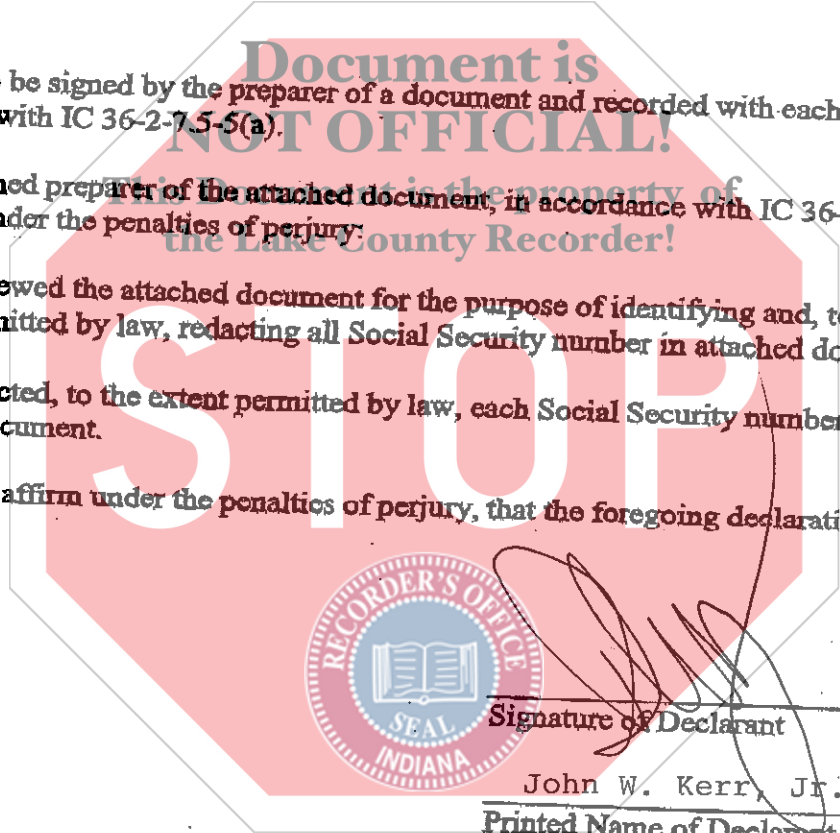 Document is
be signed by the preparer of a document and recorded with each
with IC 36-2-7.5-5(a).
NOT OFFICIAL!
This Document is the property of
ned preparer of the attached document, in accordance with IC 36-
nder the penalties of perjury:
the Lake County Recorder!
ewed the attached document for the purpose of identifying and, to
mitted by law, redacting all Social Security number in attached do
STOP
cted, to the extent permitted by law, each Social Security number
cument.
affirm under the penalties of perjury, that the foregoing declarati
RECORDER'S OFFICE
SEAL
INDIANA
Signature of Declarant
John W. Kerr, Jr.
Printed Name of Declarant